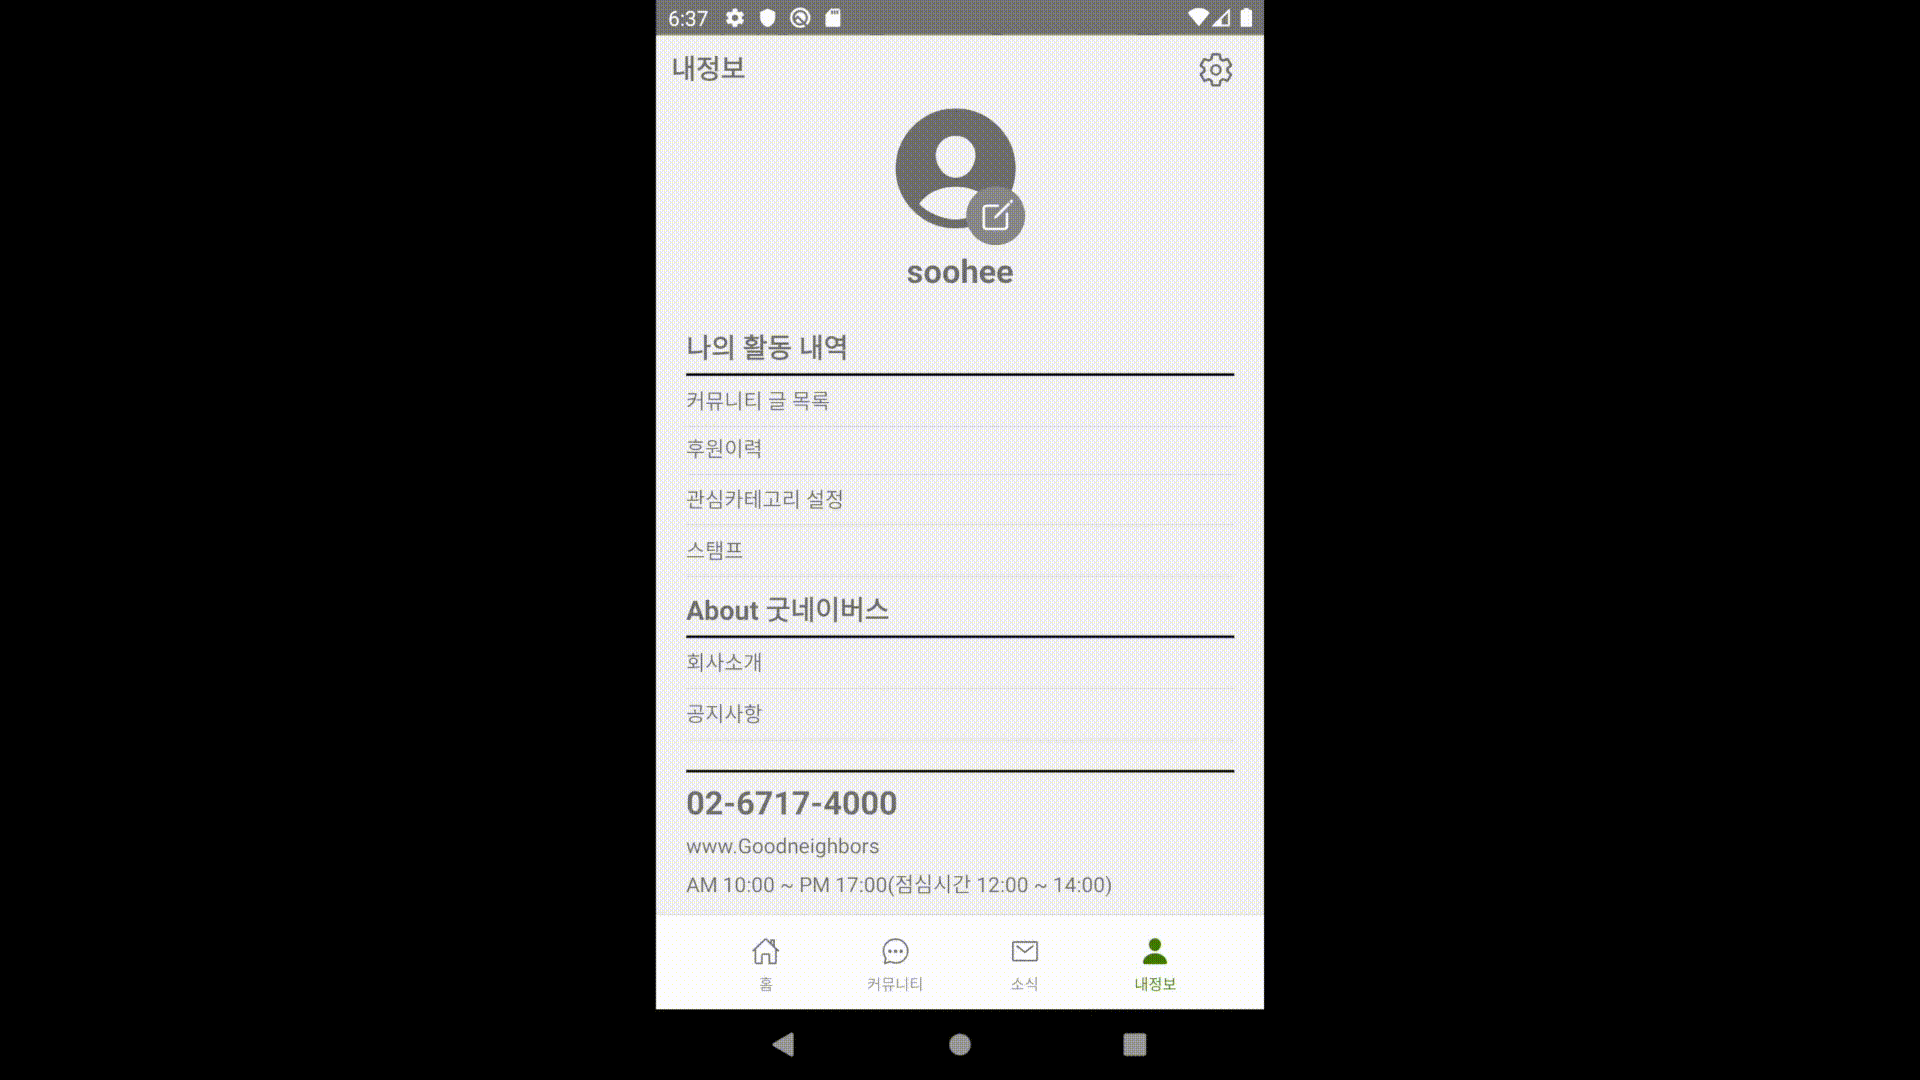 6:37
내정보
soohee
나의 활동 내역
커뮤니티 글 목록
후원이력
관심카테고리 설정
스탬프
About 굿네이버스
회사소개
공지사항
02-6717-4000
www.Goodneighbors
AM 10:00 ~ PM 17:00(점심시간 12:00 ~ 14:00)
홈 커뮤니티 소식 내정보